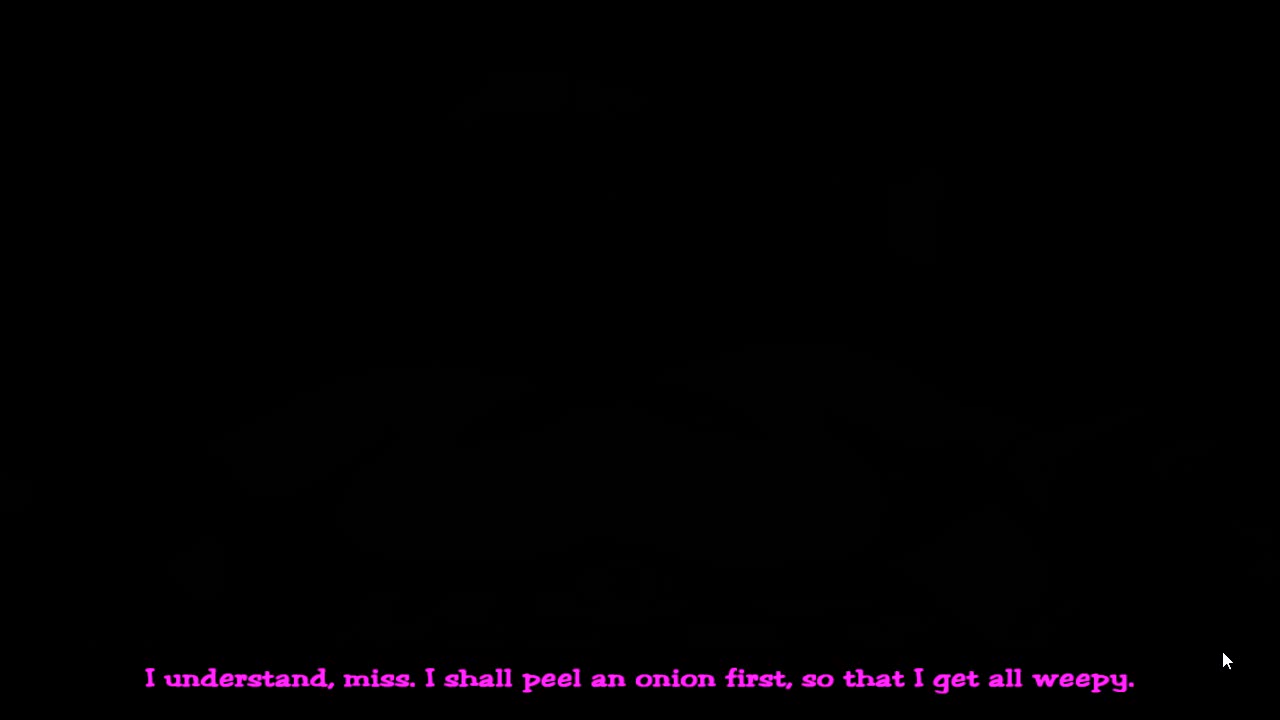 I understand, miss. I shall peel an onion first, so that I get all weepy.